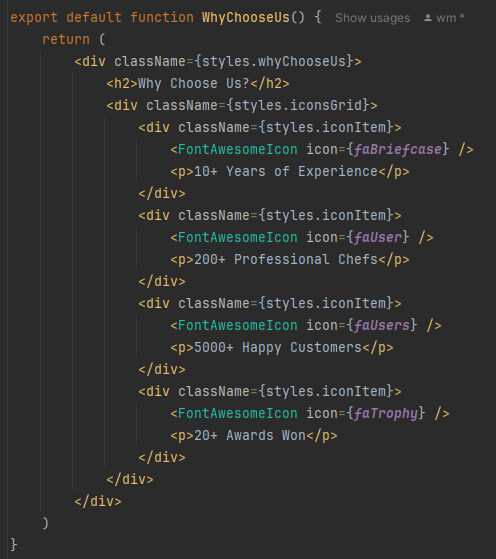 export default function WhyChooseUs() { Show usages wm *
return (
<div className={styles.whyChooseUs}>
<h2>Why Choose Us?</h2>
<div className={styles.iconsGrid}>
<div className={styles.iconItem}>
<FontAwesomeIcon icon={faBriefcase} />
<p>10+ Years of Experience</p>
</div>
<div className={styles.iconItem}>
<FontAwesomeIcon icon={faUser} />
<p>200+ Professional Chefs</p>
</div>
<div className={styles.iconItem}>
<FontAwesomeIcon icon={faUsers} />
<p>5000+ Happy Customers</p>
</div>
<div className={styles.iconItem}>
<FontAwesomeIcon icon={faTrophy} />
<p>20+ Awards Won</p>
</div>
</div>
</div>
)
}